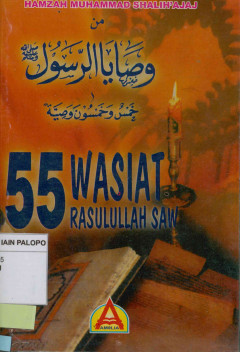 HAMZAH MUHAMMAD SHALIH'AJAJ
من
وصايا الرسول ﷺ
خمس وخمسون وصية
55 WASIAT
RASULULLAH SAW
IAIN PALOPO
A
AMELIA